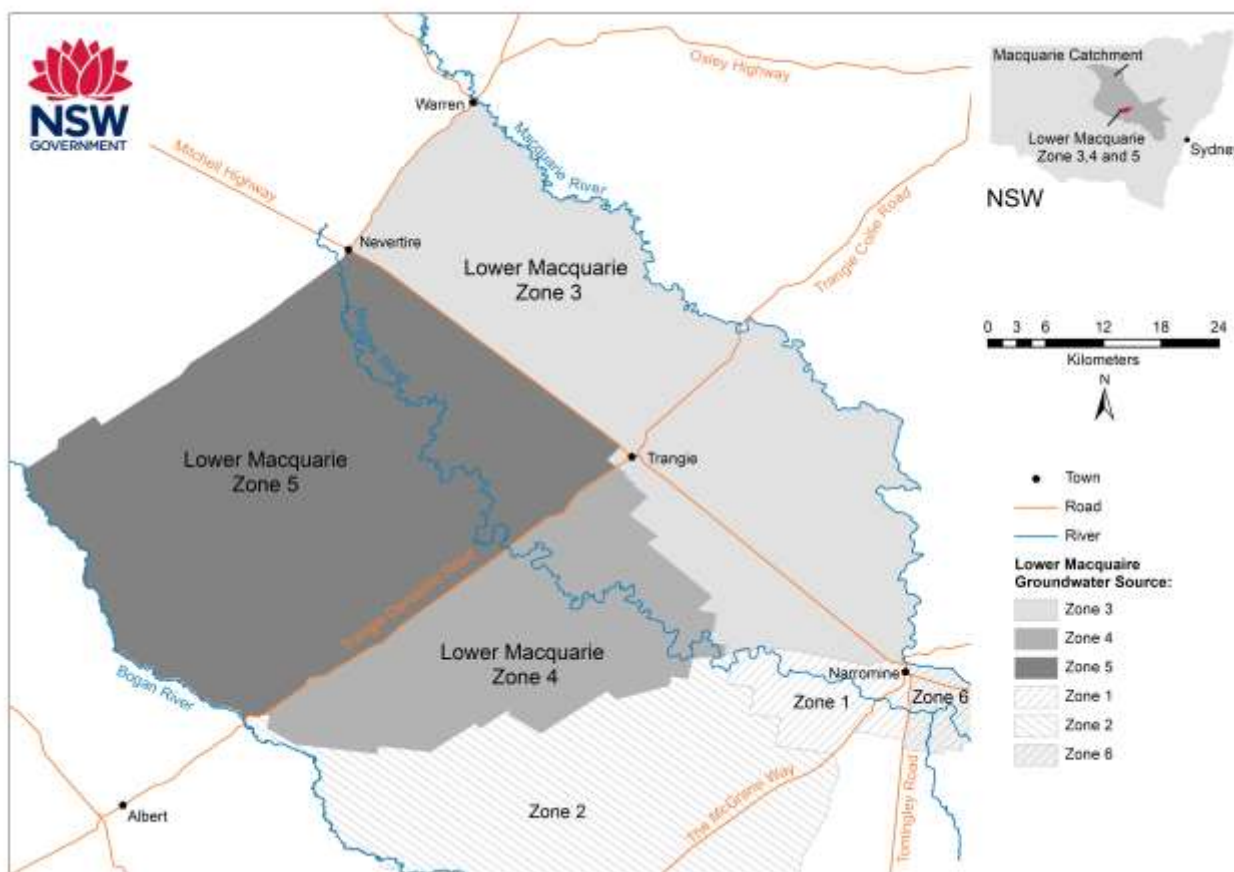 NSW
GOVERNMENT
Warren
Oxley Highway
Macquarie River
Mitchell Highway
Nevertire
Trangie Collie Road
Lower Macquarie
Zone 3
Lower Macquarie
Zone 5
Trangie
Lower Macquarie
Zone 4
Bogan River
Narromine
Zone 1
Zone 6
Albert
Zone 2
The McGrane Way
Tomingley Road
Macquarie Catchment
Lower Macquarie
Zone 3,4 and 5
Sydney
NSW
0 3 6 12 18 24
Kilometers
N
Town
Road
River
Lower Macquaire
Groundwater Source:
Zone 3
Zone 4
Zone 5
Zone 1
Zone 2
Zone 6